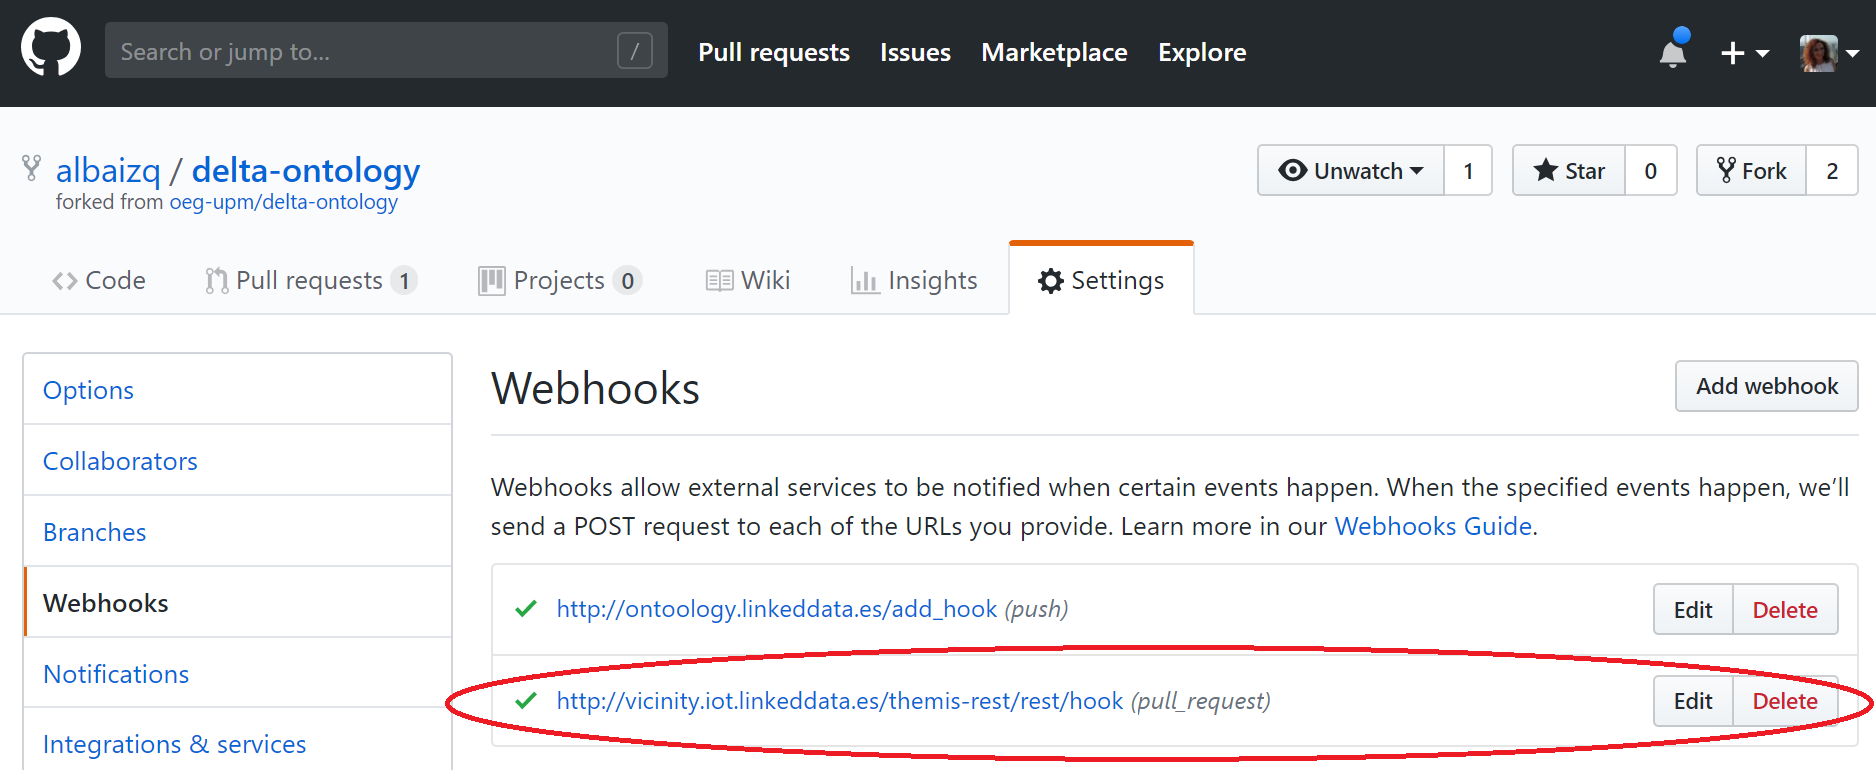 Search or jump to... / Pull requests Issues Marketplace Explore
albaizq / delta-ontology Unwatch 1 Star 0 Fork 2
forked from oeg-upm/delta-ontology
Code Pull requests 1 Projects 0 Wiki Insights Settings
Options
Collaborators
Branches
Webhooks
Notifications
Integrations & services
Webhooks Add webhook
Webhooks allow external services to be notified when certain events happen. When the specified events happen, we’ll
send a POST request to each of the URLs you provide. Learn more in our Webhooks Guide.
http://ontoology.linkeddata.es/add_hook (push) Edit Delete
http://vicinity.iot.linkeddata.es/themis-rest/rest/hook (pull_request) Edit Delete